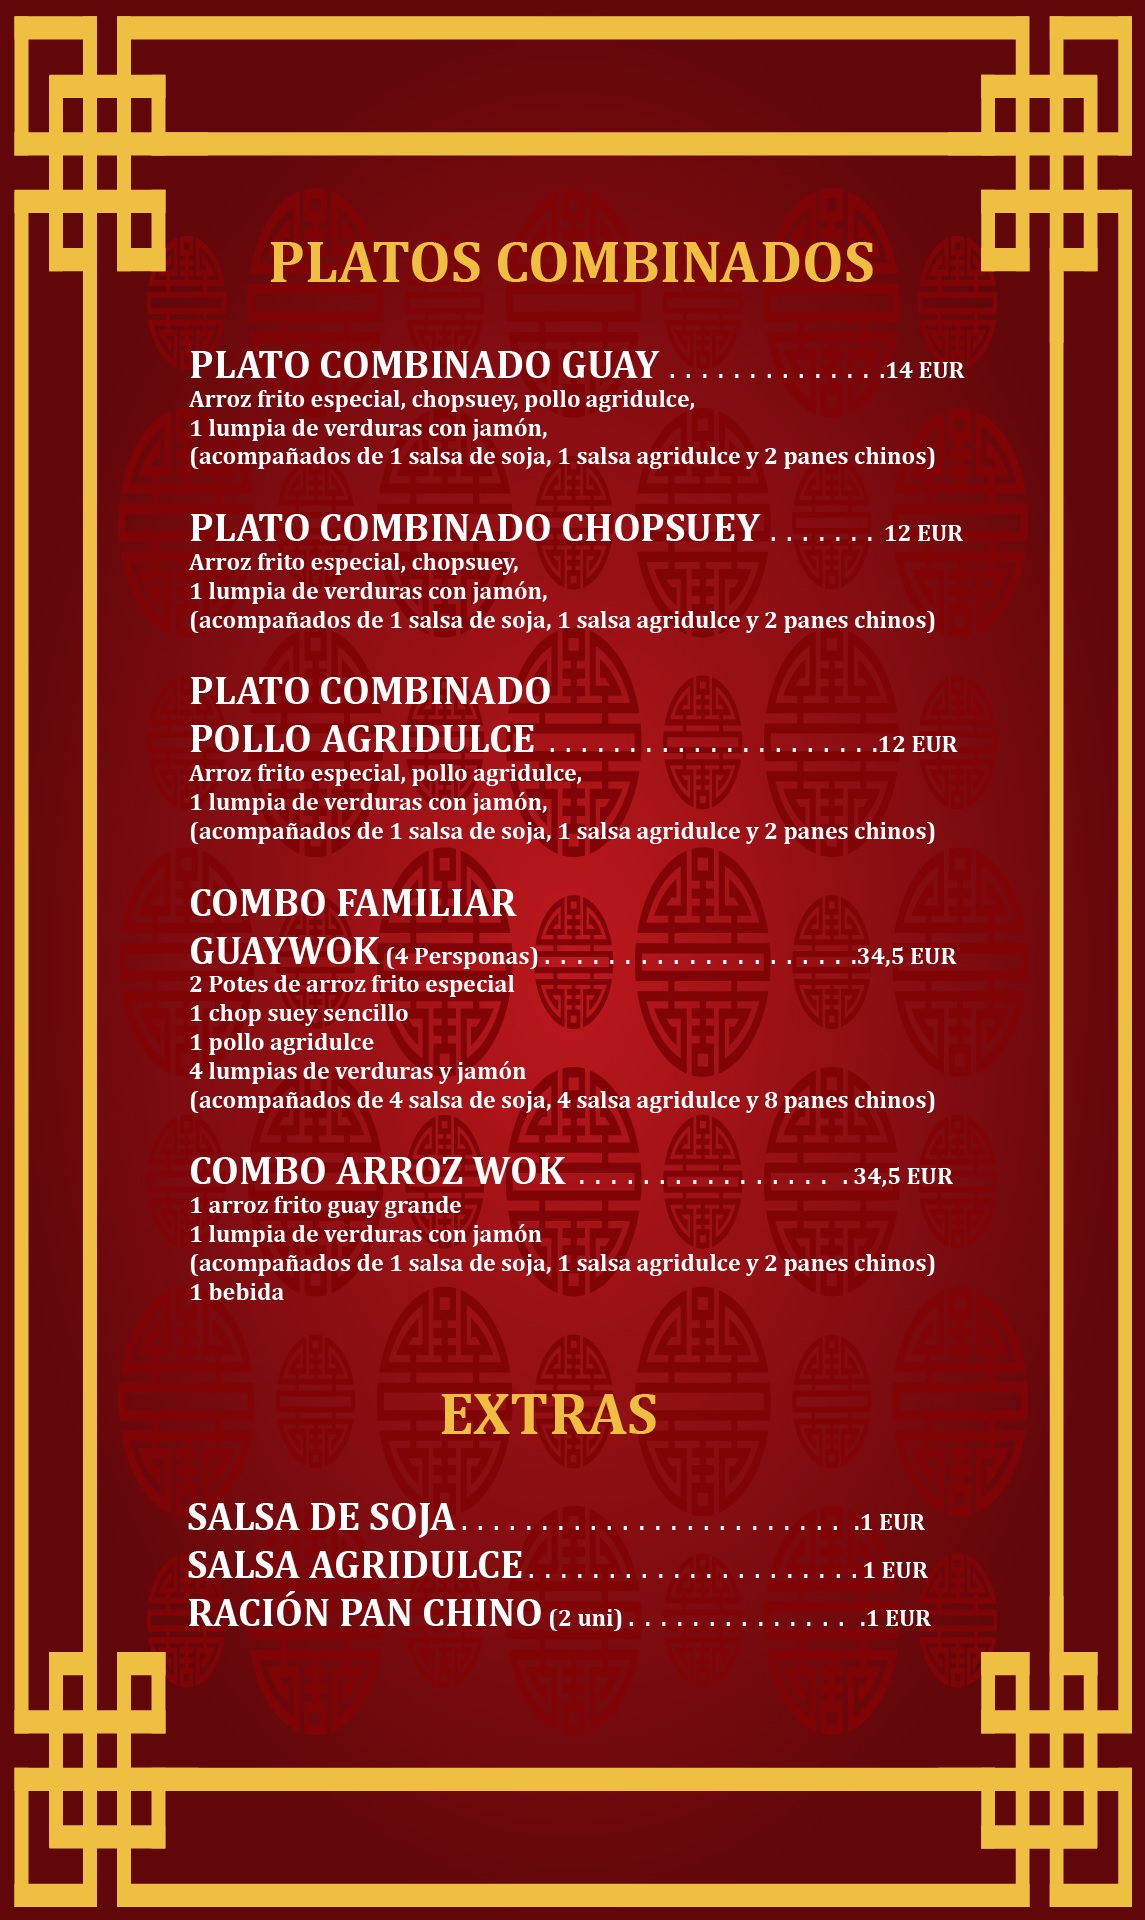 PLATOS COMBINADOS
PLATO COMBINADO GUAY . . . . . . . . . . . . . .14 EUR
Arroz frito especial, chopsuey, pollo agridulce,
1 lumpia de verduras con jamón,
(acompañados de 1 salsa de soja, 1 salsa agridulce y 2 panes chinos)
PLATO COMBINADO CHOPSUEY . . . . . . . 12 EUR
Arroz frito especial, chopsuey,
1 lumpia de verduras con jamón,
(acompañados de 1 salsa de soja, 1 salsa agridulce y 2 panes chinos)
PLATO COMBINADO
POLLO AGRIDULCE . . . . . . . . . . . . . . . . . . . . .12 EUR
Arroz frito especial, pollo agridulce,
1 lumpia de verduras con jamón,
(acompañados de 1 salsa de soja, 1 salsa agridulce y 2 panes chinos)
COMBO FAMILIAR
GUAYWOK (4 Persponas) . . . . . . . . . . . . . . . . . . . .34,5 EUR
2 Potes de arroz frito especial
1 chop suey sencillo
1 pollo agridulce
4 lumpias de verduras y jamón
(acompañados de 4 salsa de soja, 4 salsa agridulce y 8 panes chinos)
COMBO ARROZ WOK . . . . . . . . . . . . . . . . . 34,5 EUR
1 arroz frito guay grande
1 lumpia de verduras con jamón
(acompañados de 1 salsa de soja, 1 salsa agridulce y 2 panes chinos)
1 bebida
EXTRAS
SALSA DE SOJA . . . . . . . . . . . . . . . . . . . . . . . . .1 EUR
SALSA AGRIDULCE . . . . . . . . . . . . . . . . . . . . . 1 EUR
RACIÓN PAN CHINO (2 uni) . . . . . . . . . . . . . . .1 EUR